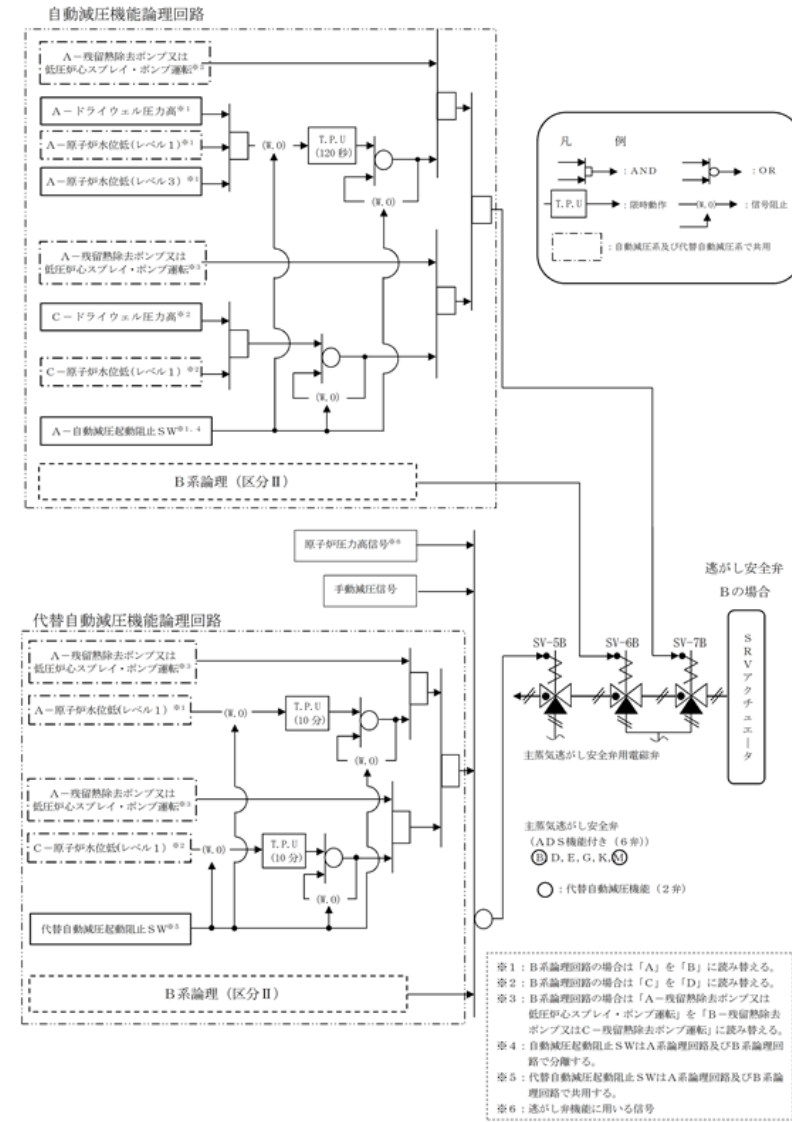 自動減圧機能論理回路
A－残留熱除去ポンプ又は
低圧炉心スプレイ・ポンプ運転※3
A－ドライウェル圧力高※1
A－原子炉水位低(レベル1)※1
A－原子炉水位低(レベル3)※1
(W.O)
T.P.U
(120秒)
(W.O)
A－残留熱除去ポンプ又は
低圧炉心スプレイ・ポンプ運転※3
C－ドライウェル圧力高※2
C－原子炉水位低(レベル1)※2
(W.O)
A－自動減圧起動阻止SW※1,4
B系論理(区分Ⅱ)
凡 例
：AND
：OR
T.P.U
：限時動作
(W.O)
：信号阻止
：自動減圧系及び代替自動減圧系で共用
原子炉圧力高信号※6
手動減圧信号
代替自動減圧機能論理回路
A－残留熱除去ポンプ又は
低圧炉心スプレイ・ポンプ運転※3
A－原子炉水位低(レベル1)※1
(W.O)
T.P.U
(10分)
(W.O)
A－残留熱除去ポンプ又は
低圧炉心スプレイ・ポンプ運転※3
C－原子炉水位低(レベル1)※2
(W.O)
T.P.U
(10分)
(W.O)
代替自動減圧起動阻止SW※5
B系論理(区分Ⅱ)
逃がし安全弁
Bの場合
SV-5B
SV-6B
SV-7B
SRVアクチュエータ
主蒸気逃がし安全弁用電磁弁
主蒸気逃がし安全弁
(ADS機能付き(6弁))
B, D, E, G, K, M
：代替自動減圧機能(2弁)
※1：B系論理回路の場合は「A」を「B」に読み替える。
※2：B系論理回路の場合は「C」を「D」に読み替える。
※3：B系論理回路の場合は「A－残留熱除去ポンプ又は
低圧炉心スプレイ・ポンプ運転」を「B－残留熱除去
ポンプ又はC－残留熱除去ポンプ運転」に読み替える。
※4：自動減圧起動阻止SWはA系論理回路及びB系論理回
路で分離する。
※5：代替自動減圧起動阻止SWはA系論理回路及びB系論
理回路で共用する。
※6：逃がし弁機能に用いる信号